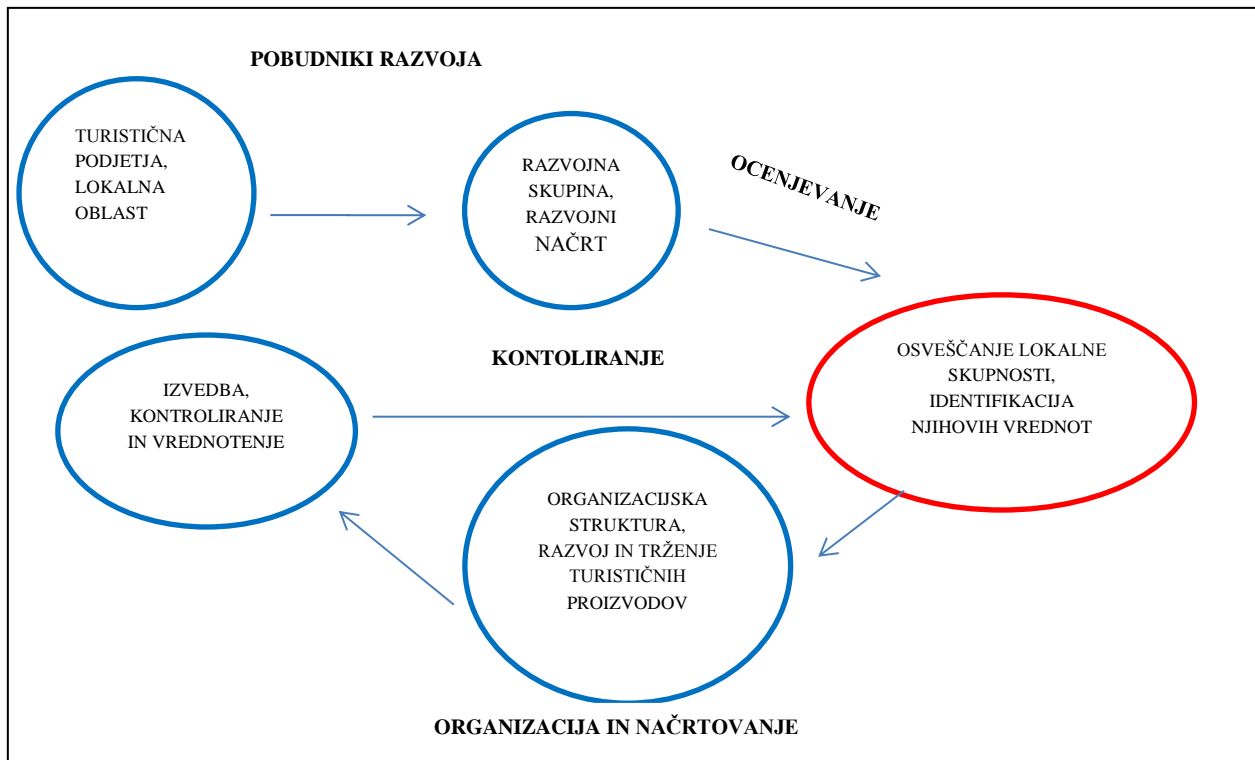 POBUDNIKI RAZVOJA
TURISTIČNA
PODJETJA,
LOKALNA
OBLAST
RAZVOJNA
SKUPINA,
RAZVOJNI
NAČRT
OCENJEVANJE
OSVEŠČANJE LOKALNE
SKUPNOSTI,
IDENTIFIKACIJA
NJIHOVIH VREDNOT
KONTOLIRANJE
IZVEDBA,
KONTROLIRANJE
IN VREDNOTENJE
ORGANIZACIJSKA
STRUKTURA,
RAZVOJ IN TRŽENJE
TURISTIČNIH
PROIZVODOV
ORGANIZACIJA IN NAČRTOVANJE